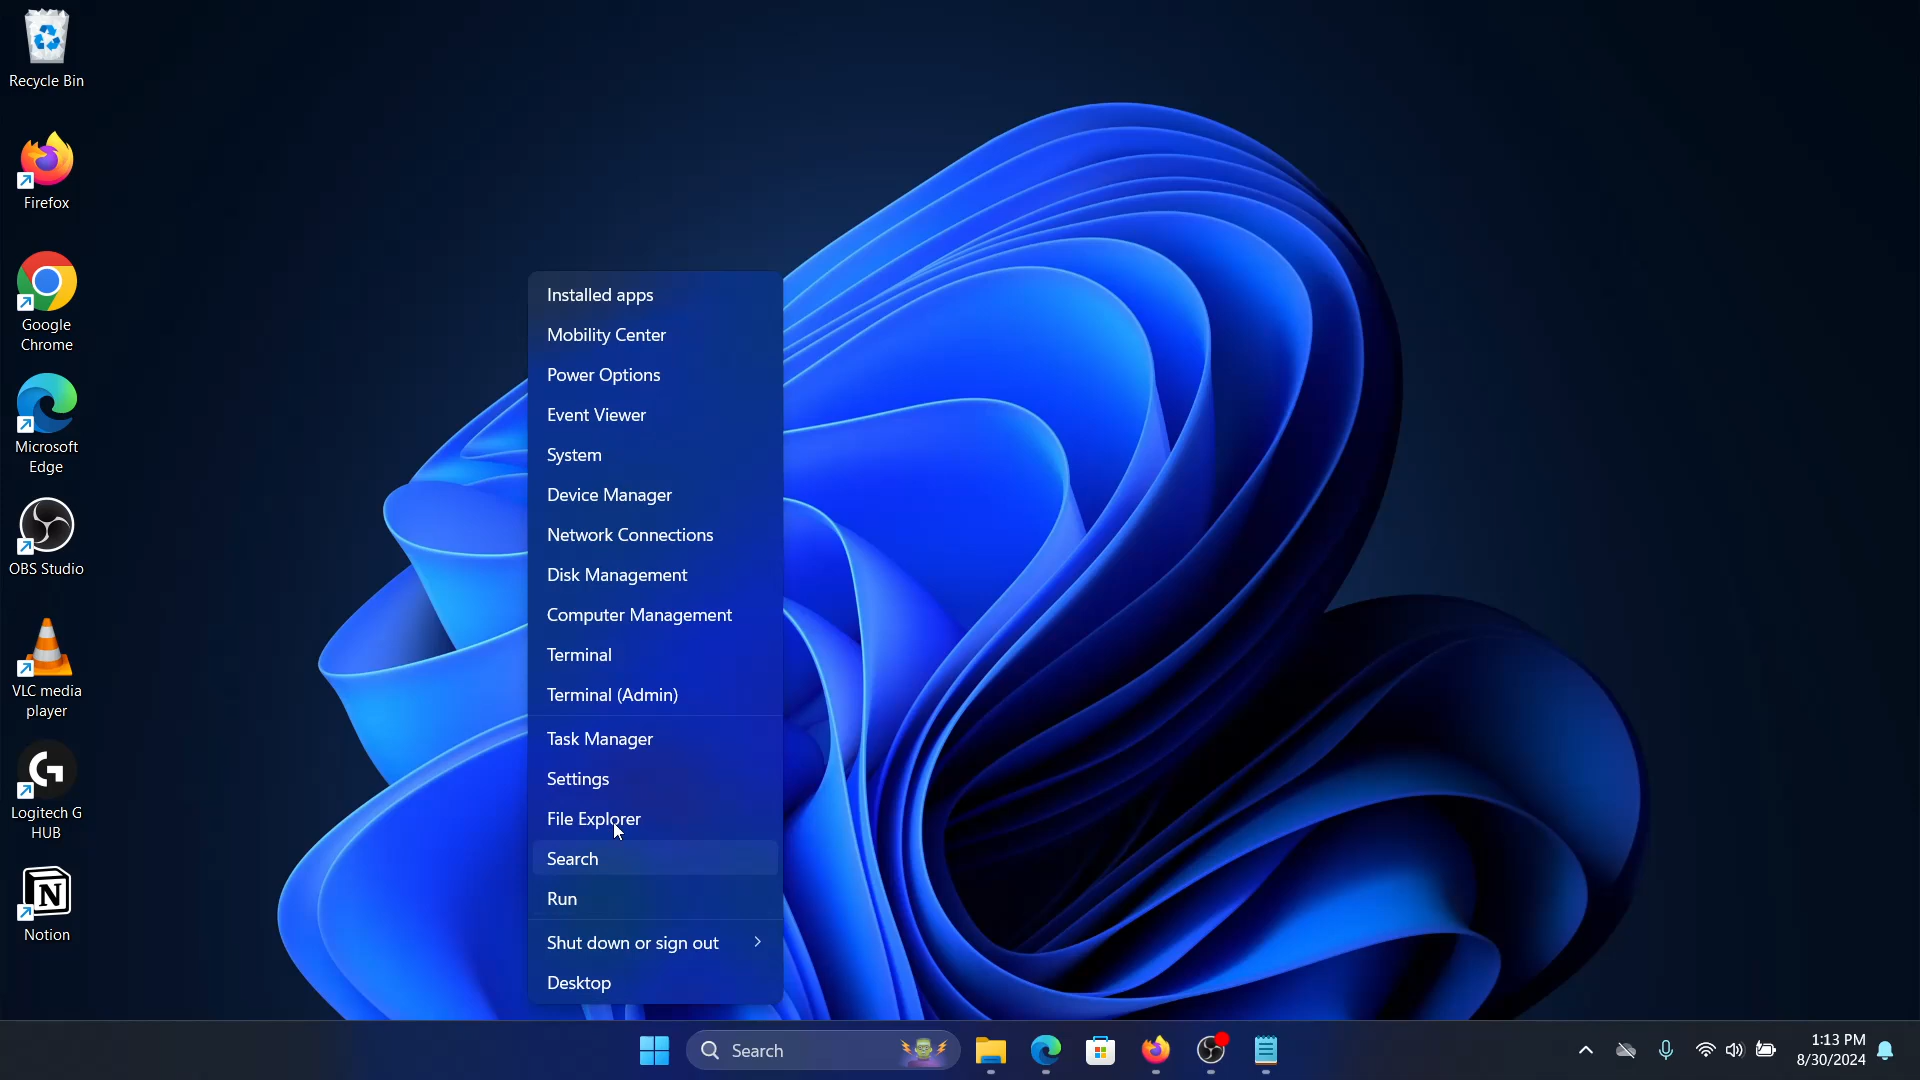 Recycle Bin
Firefox
Google
Chrome
Microsoft
Edge
OBS Studio
VLC media
player
Logitech G
HUB
Notion
Installed apps
Mobility Center
Power Options
Event Viewer
System
Device Manager
Network Connections
Disk Management
Computer Management
Terminal
Terminal (Admin)
Task Manager
Settings
File Explorer
Search
Run
Shut down or sign out
Desktop
Search
1:13 PM
8/30/2024